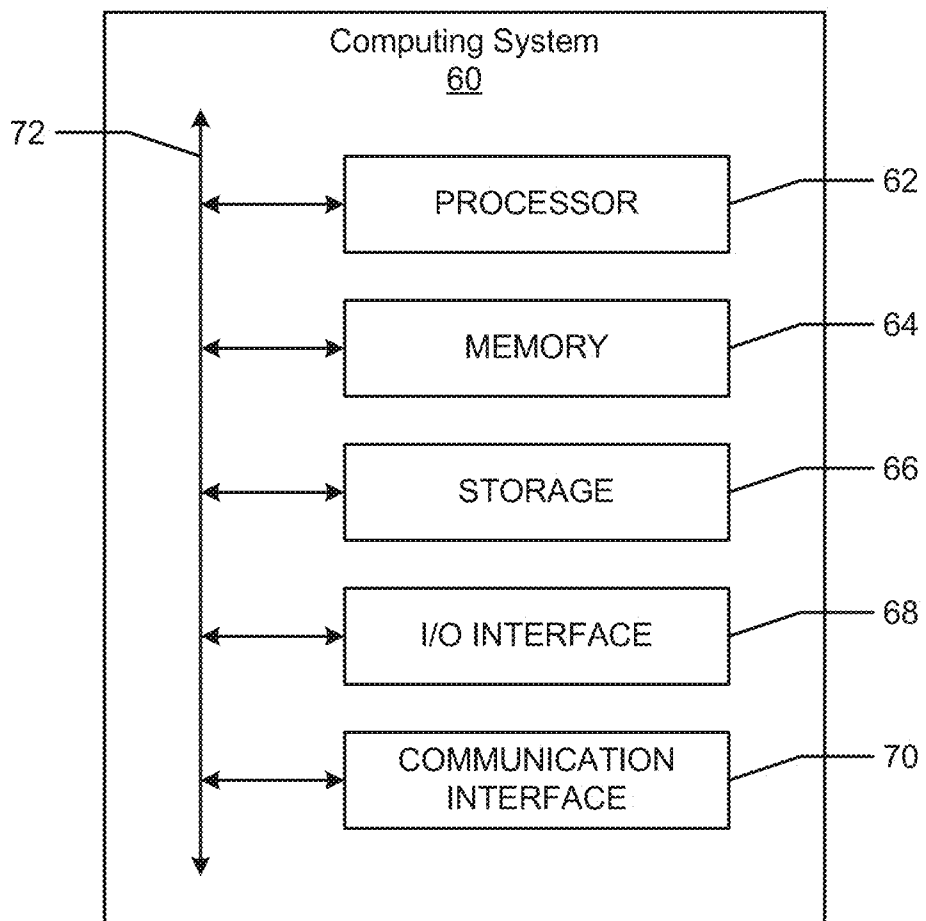 Computing System
60
72
PROCESSOR
62
MEMORY
64
STORAGE
66
I/O INTERFACE
68
COMMUNICATION
INTERFACE
70